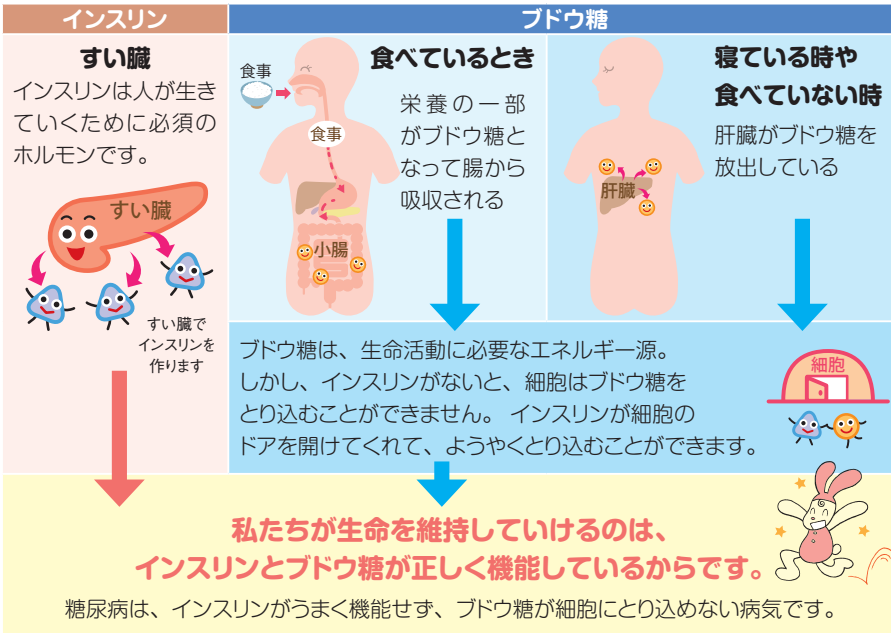 インスリン
すい臓
インスリンは人が生き
ていくために必須の
ホルモンです。
すい臓
すい臓で
インスリンを
作ります
ブドウ糖
食べているとき
食事
食事
栄養の一部
がブドウ糖と
なって腸から
吸収される
小腸
寝ている時や
食べていない時
肝臓がブドウ糖を
放出している
肝臓
ブドウ糖は、生命活動に必要なエネルギー源。
しかし、インスリンがないと、細胞はブドウ糖を
とり込むことができません。 インスリンが細胞の
ドアを開けてくれて、ようやくとり込むことができます。
細胞
私たちが生命を維持していけるのは、
インスリンとブドウ糖が正しく機能しているからです。
糖尿病は、インスリンがうまく機能せず、ブドウ糖が細胞にとり込めない病気です。